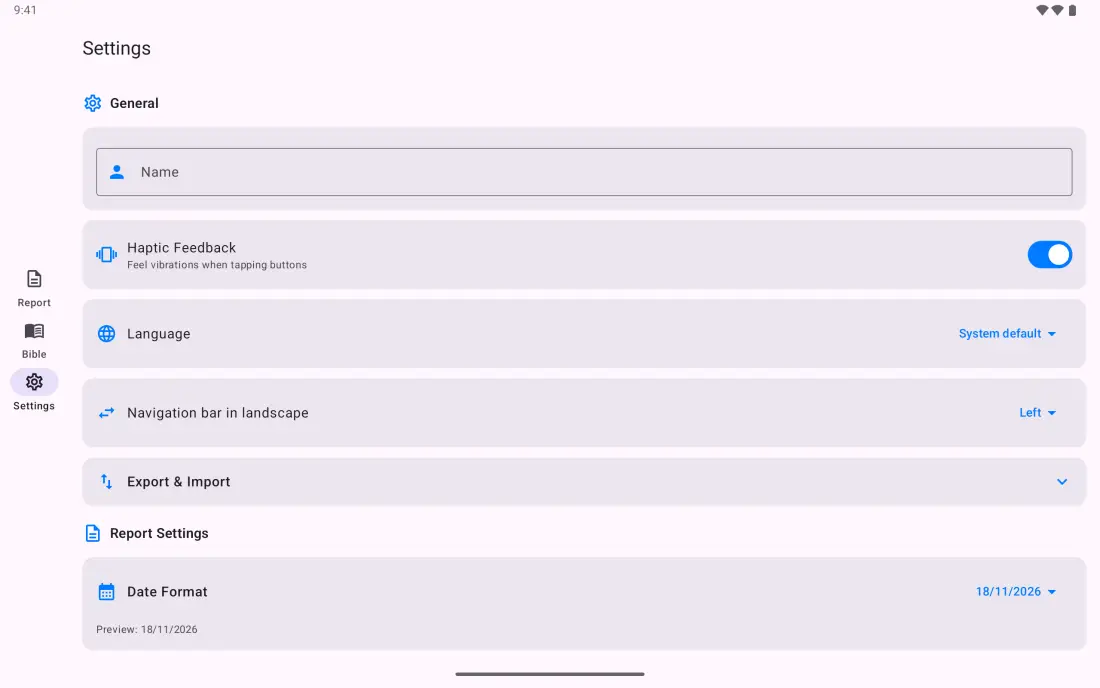 9:41
Settings
General
Name
Haptic Feedback
Feel vibrations when tapping buttons
Report
Bible
Settings
Language
System default
Navigation bar in landscape
Left
Export & Import
Report Settings
Date Format
18/11/2026
Preview: 18/11/2026